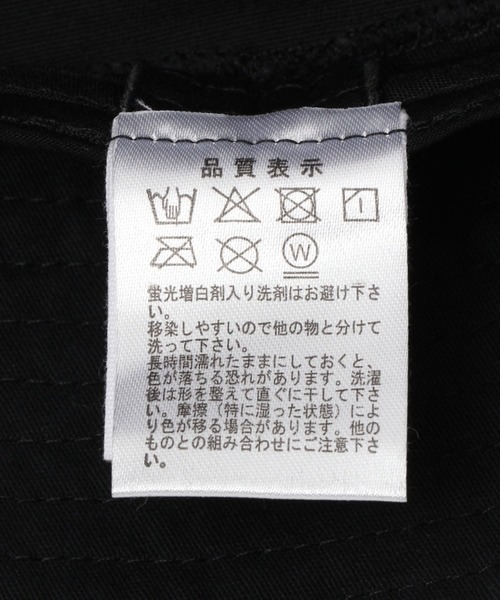 品質表示
W
蛍光増白剤入り洗剤はお避け下さ
い。
移染しやすいので他の物と分けて
洗って下さい。
長時間濡れたままにしておくと、
色が落ちる恐れがあります。洗濯
後は形を整えて直ぐに干して下さ
い。摩擦（特に湿った状態）によ
り色が移る場合があります。他の
ものとの組み合わせにご注意下さ
い。